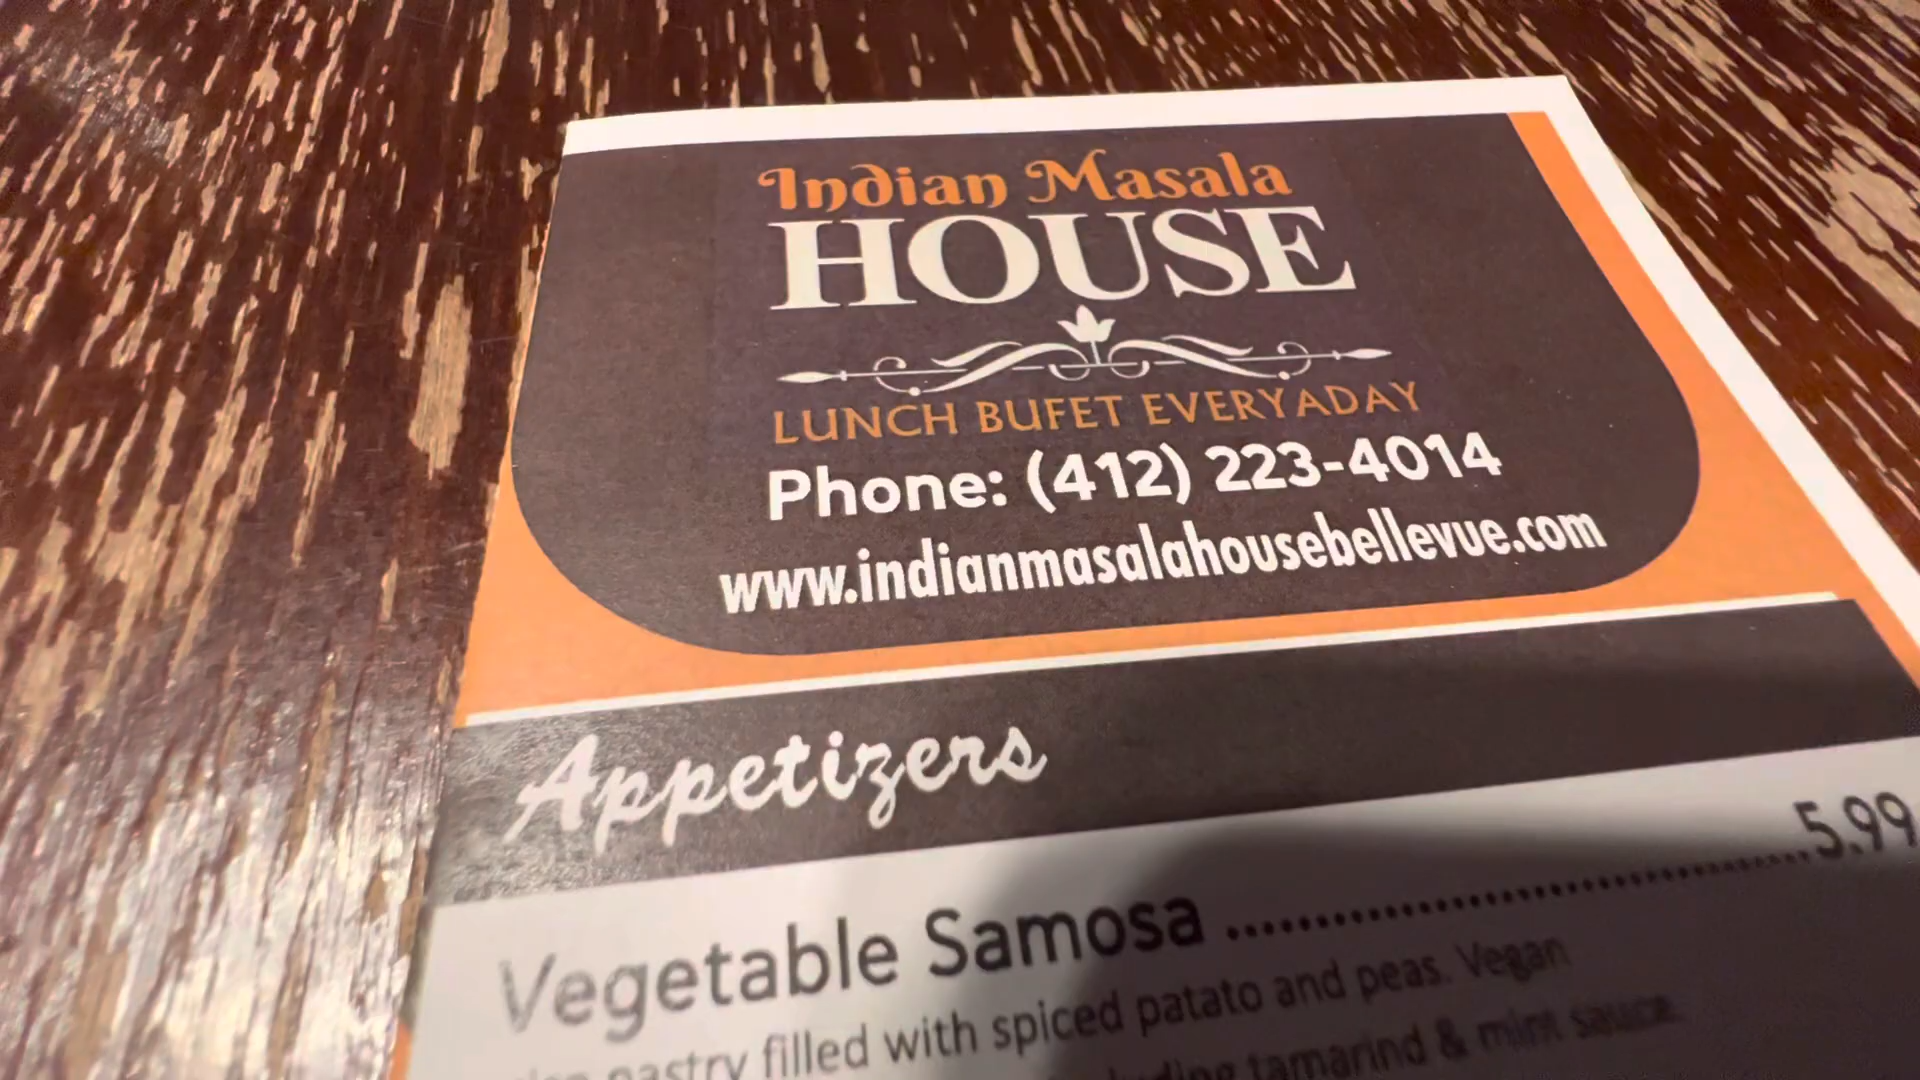 Indian Masala
HOUSE
LUNCH BUFET EVERYADAY
Phone: (412) 223-4014
www.indianmasalahousebellevue.com
Appetizers
Vegetable Samosa ........................................ 5.99
pastry filled with spiced patato and peas. Vegan
tamarind & mint sauce